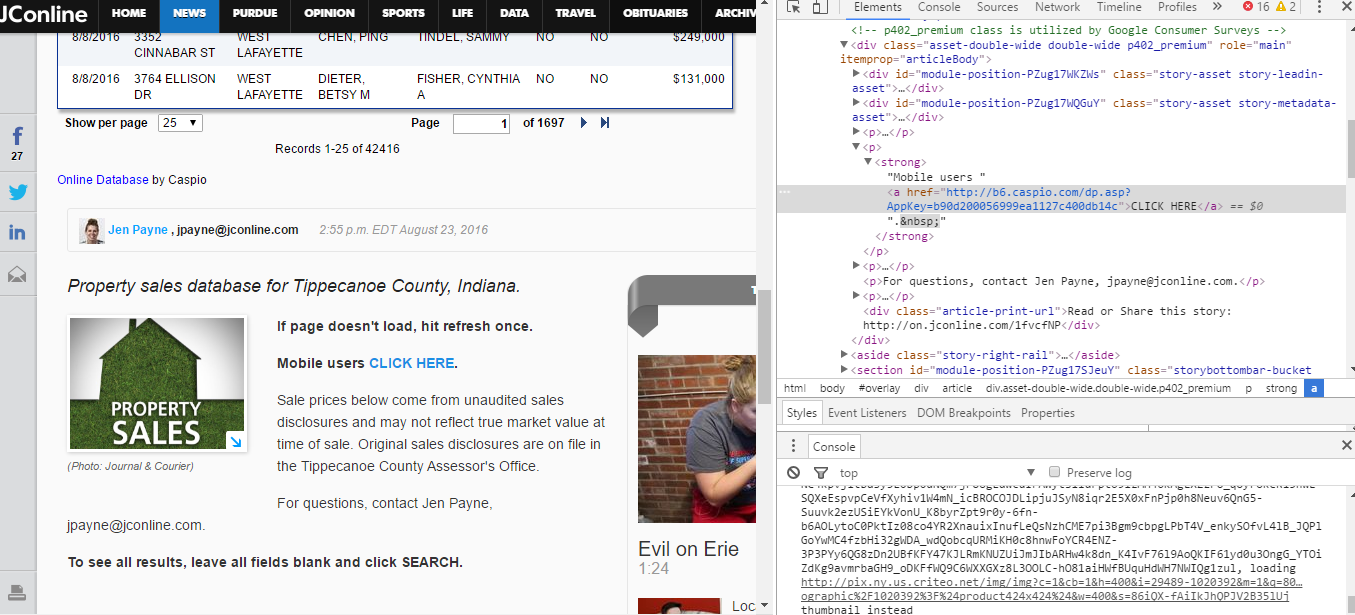 JConline HOME NEWS PURDUE OPINION SPORTS LIFE DATA TRAVEL OBITUARIES ARCHIV
8/8/2016 3352 CINNABAR ST WEST LAFAYETTE CHEN, PING TINDEL, SAMMY NO NO $249,000
8/8/2016 3764 ELLISON DR WEST LAFAYETTE DIETER, BETSY M FISHER, CYNTHIA A NO NO $131,000
Show per page 25 Page 1 of 1697
Records 1-25 of 42416
27
Online Database by Caspio
Jen Payne , jpayne@jconline.com 2:55 p.m. EDT August 23, 2016
Property sales database for Tippecanoe County, Indiana.
PROPERTY
SALES
(Photo: Journal & Courier)
If page doesn't load, hit refresh once.
Mobile users CLICK HERE.
Sale prices below come from unaudited sales
disclosures and may not reflect true market value at
time of sale. Original sales disclosures are on file in
the Tippecanoe County Assessor's Office.
For questions, contact Jen Payne,
jpayne@jconline.com.
To see all results, leave all fields blank and click SEARCH.
Evil on Erie
1:24
Loc
Elements Console Sources Network Timeline Profiles » 16 2
<!-- p402_premium class is utilized by Google Consumer Surveys -->
<div class="asset-double-wide double-wide p402_premium" role="main"
itemprop="articleBody">
<div id="module-position-PZug17WKZWs" class="story-asset story-leadin-
asset">…</div>
<div id="module-position-PZug17WQGuY" class="story-asset story-metadata-
asset">…</div>
<p>…</p>
<p>
<strong>
"Mobile users "
<a href="http://b6.caspio.com/dp.asp?
AppKey=b90d200056999ea1127c400db14c">CLICK HERE</a> == $0
".&nbsp;"
</strong>
</p>
<p>…</p>
<p>For questions, contact Jen Payne, jpayne@jconline.com.</p>
<p>…</p>
<div class="article-print-url">Read or Share this story:
http://on.jconline.com/1fvcfNP</div>
</div>
<aside class="story-right-rail">…</aside>
<section id="module-position-PZug17SJeuY" class="storybottombar-bucket
html body #overlay div article div.asset-double-wide.double-wide.p402_premium p strong a
Styles Event Listeners DOM Breakpoints Properties
Console
top Preserve log
SQXeEspvpCeVfXyhiv1W4mN_icBROCOJDLipjuJSyN8iqr2E5X0xFnPjp0h8Neuv6QnG5-
Suuvk2ezUSiEYkVonU_K8byrZpt9r0y-6fn-
b6AOLytoC0PktIz08co4YR2XnauixInufLeQsNzhCME7pi3Bgm9cbpgLPbT4V_enkySOfvL4lB_JQPl
GoYwMC4fzbHi32gWDA_wdQobcqURMiKH0c8hnwFoYCR4ENZ-
3P3PYy6QG8zDn2UBfKFY47KJLRmKNUZUiJmJIbARHw4k8dn_K4IvF76l9AoQKIF61yd0u3OngG_YTOi
ZdKg9avmrbaGH9_oDKFfWQ9C6WXXGXz8L3OOLC-hO81aiHWfBUquHdWH7NWIQg1zul, loading
http://pix.ny.us.criteo.net/img/img?c=1&cb=1&h=400&i=29489-1020392&m=1&q=80…
ographic%2F1020392%3F%24product424x424%24&w=400&s=86iQX-fAiIkJhQPJV2B35lUj
thumbnail instead